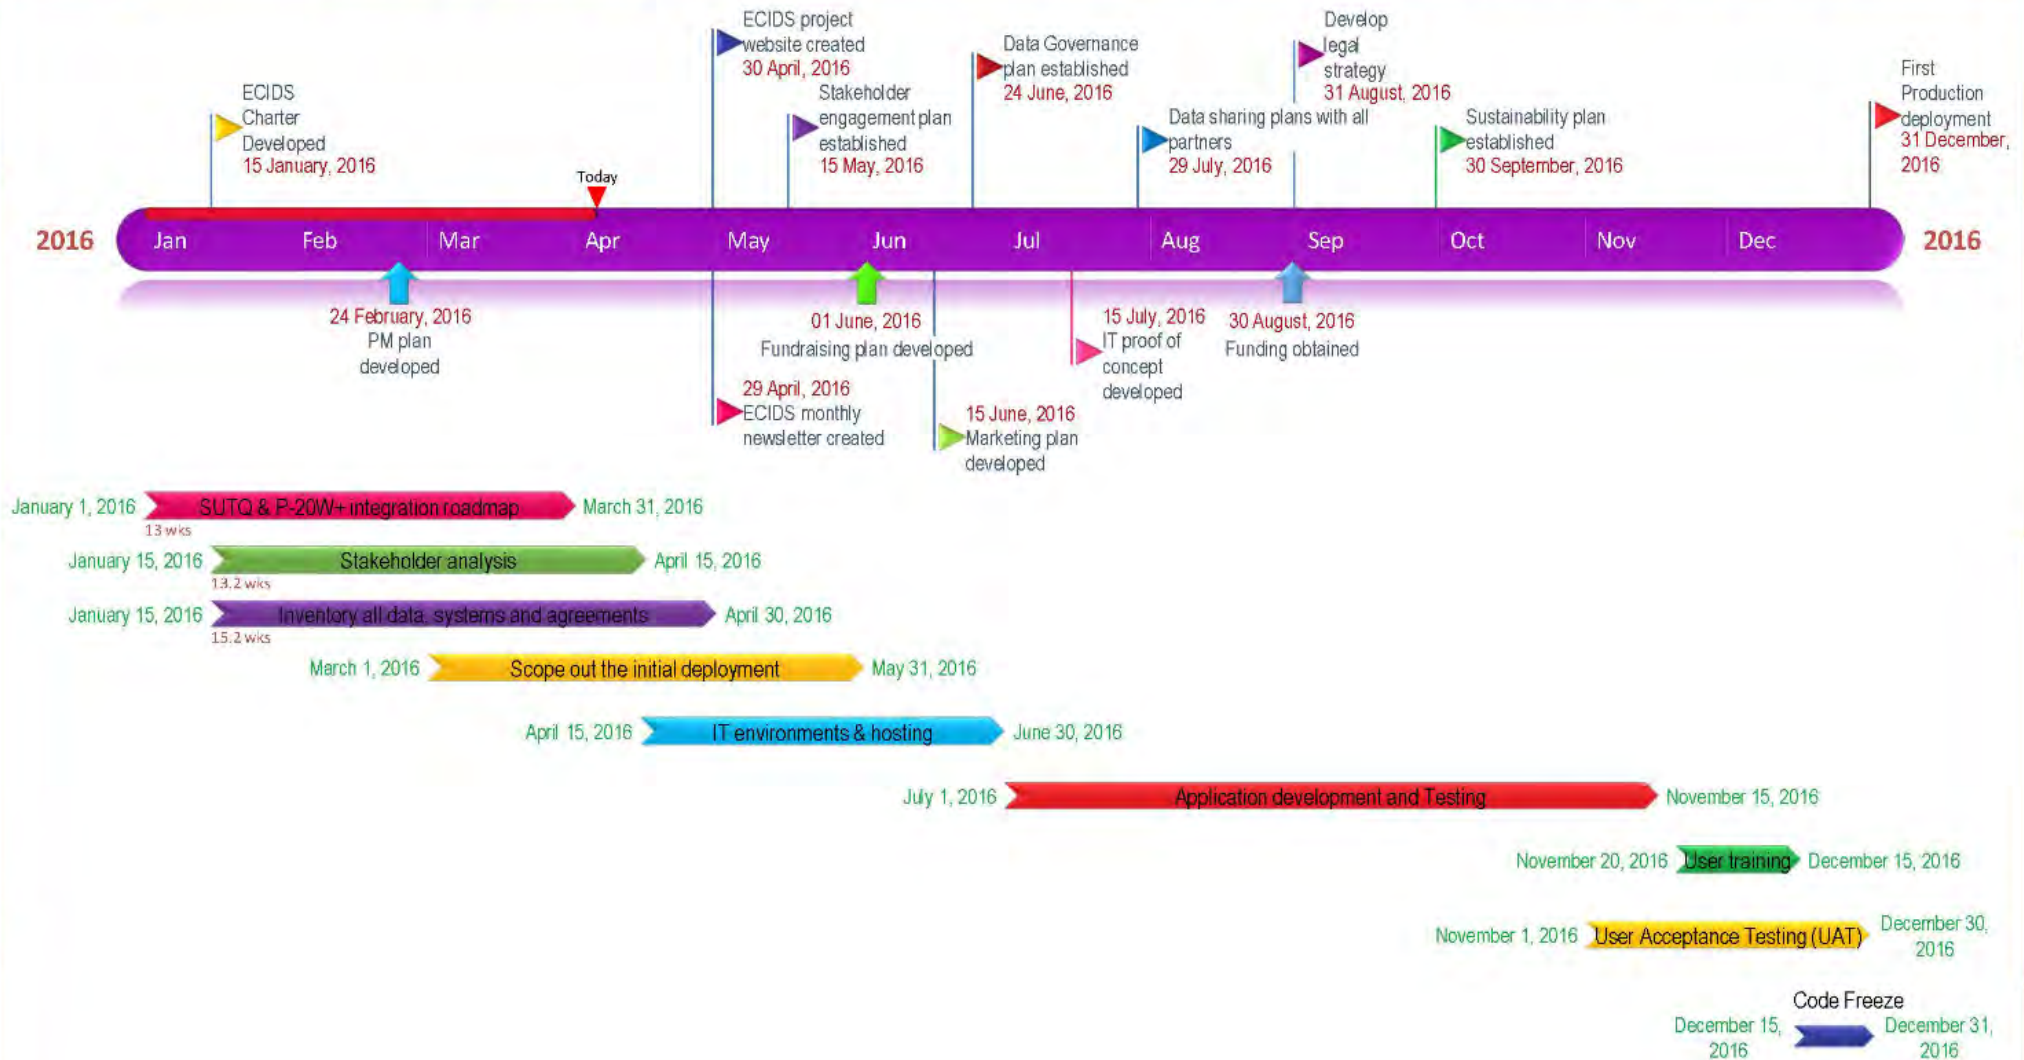 ECIDS project
website created
30 April, 2016
Develop
legal
strategy
31 August, 2016
Data Governance
plan established
24 June, 2016
First
Production
deployment
31 December,
2016
ECIDS
Charter
Developed
15 January, 2016
Stakeholder
engagement plan
established
15 May, 2016
Data sharing plans with all
partners
29 July, 2016
Sustainability plan
established
30 September, 2016
Today
2016 Jan Feb Mar Apr May Jun Jul Aug Sep Oct Nov Dec 2016
24 February, 2016
PM plan
developed
01 June, 2016
Fundraising plan developed
15 July, 2016
IT proof of
concept
developed
30 August, 2016
Funding obtained
29 April, 2016
ECIDS monthly
newsletter created
15 June, 2016
Marketing plan
developed
January 1, 2016 SUTQ & P-20W+ integration roadmap March 31, 2016
13 wks
January 15, 2016 Stakeholder analysis April 15, 2016
13.2 wks
January 15, 2016 Inventory all data, systems and agreements April 30, 2016
15.2 wks
March 1, 2016 Scope out the initial deployment May 31, 2016
April 15, 2016 IT environments & hosting June 30, 2016
July 1, 2016 Application development and Testing November 15, 2016
November 20, 2016 User training December 15, 2016
November 1, 2016 User Acceptance Testing (UAT) December 30,
2016
Code Freeze
December 15,
2016
December 31,
2016